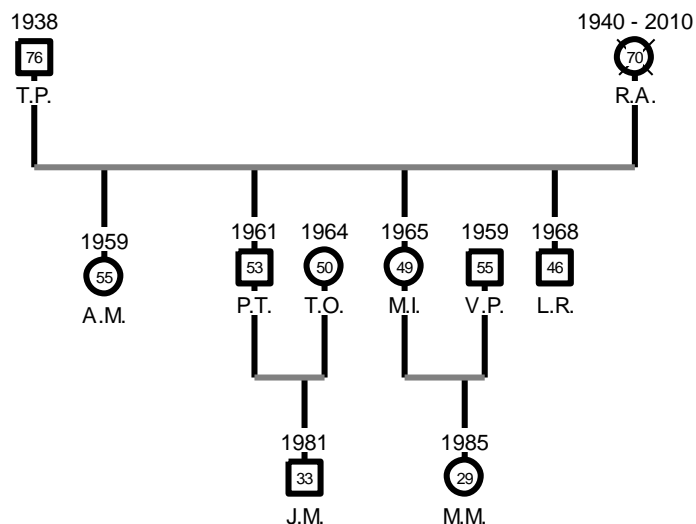 1938
1940 - 2010
76
70
T.P.
R.A.
1959
1961
1964
1965
1959
1968
55
53
50
49
55
46
A.M.
P.T.
T.O.
M.I.
V.P.
L.R.
1981
1985
33
29
J.M.
M.M.